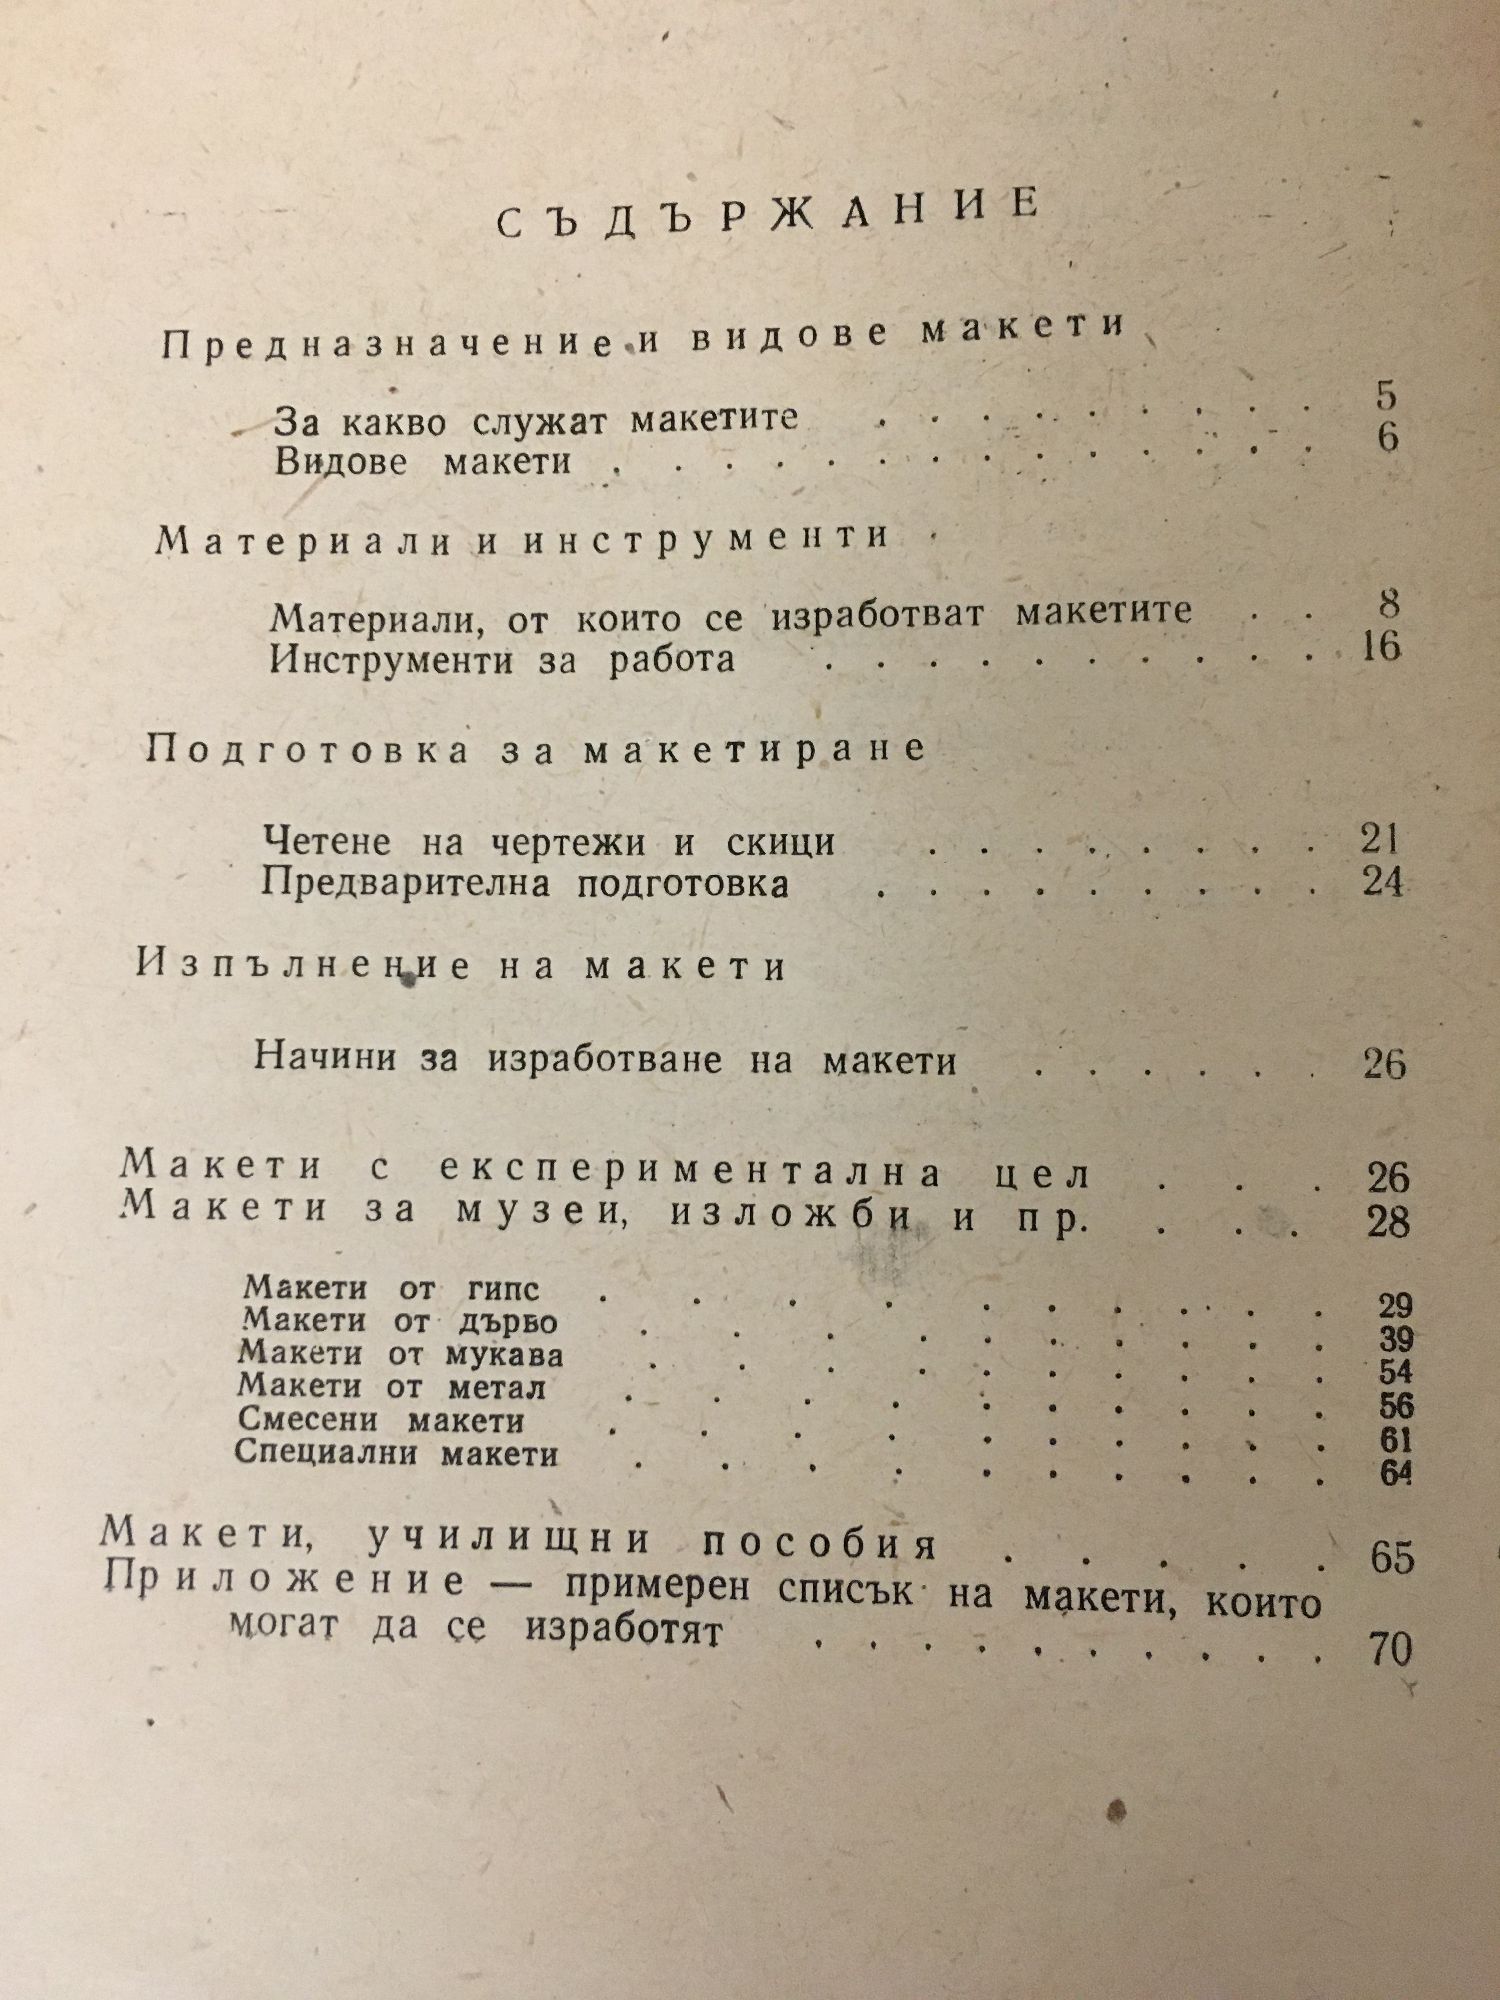 СЪДЪРЖАНИЕ
Предназначение и видове макети
За какво служат макетите . . . . . . . . . 5
Видове макети . . . . . . . . . . . . . . 6
Материали и инструменти
Материали, от които се изработват макетите . . 8
Инструменти за работа . . . . . . . . . . 16
Подготовка за макетиране
Четене на чертежи и скици . . . . . . . . 21
Предварителна подготовка . . . . . . . . . 24
Изпълнение на макети
Начини за изработване на макети . . . . . . 26
Макети с експериментална цел . . . 26
Макети за музеи, изложби и пр. . . . 28
Макети от гипс . . . . . . . . . . 29
Макети от дърво . . . . . . . . . . 39
Макети от мукава . . . . . . . . . 54
Макети от метал . . . . . . . . . . 56
Смесени макети . . . . . . . . . . 61
Специални макети . . . . . . . . . . 64
Макети, училищни пособия . . . . . 65
Приложение — примерен списък на макети, които
могат да се изработят . . . . . . . . . . 70